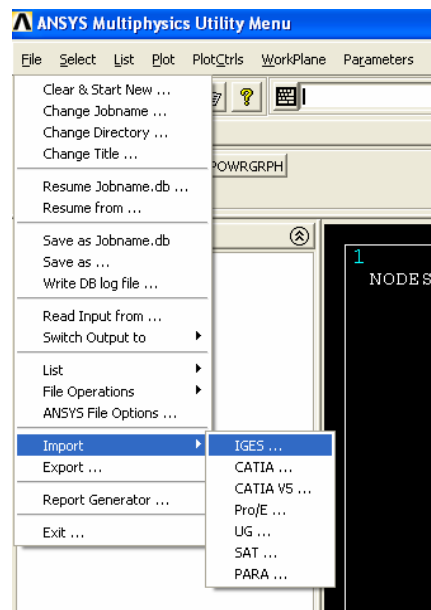 ANSYS Multiphysics Utility Menu
File Select List Plot PlotCtrls WorkPlane Parameters
Clear & Start New ...
Change Jobname ...
Change Directory ...
Change Title ...
POWRGRPH
Resume Jobname.db ...
Resume from ...
Save as Jobname.db
Save as ...
Write DB log file ...
1
NODES
Read Input from ...
Switch Output to
List
File Operations
ANSYS File Options ...
Import
IGES ...
Export ...
CATIA ...
CATIA V5 ...
Report Generator ...
Pro/E ...
Exit ...
UG ...
SAT ...
PARA ...